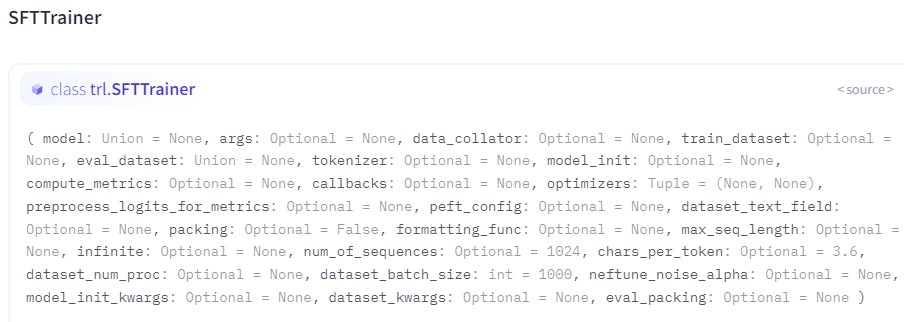 SFTTrainer
class trl.SFTTrainer
<source>
( model: Union = None, args: Optional = None, data_collator: Optional = None, train_dataset: Optional =
None, eval_dataset: Union = None, tokenizer: Optional = None, model_init: Optional = None,
compute_metrics: Optional = None, callbacks: Optional = None, optimizers: Tuple = (None, None),
preprocess_logits_for_metrics: Optional = None, peft_config: Optional = None, dataset_text_field:
Optional = None, packing: Optional = False, formatting_func: Optional = None, max_seq_length: Optional =
None, infinite: Optional = None, num_of_sequences: Optional = 1024, chars_per_token: Optional = 3.6,
dataset_num_proc: Optional = None, dataset_batch_size: int = 1000, neftune_noise_alpha: Optional = None,
model_init_kwargs: Optional = None, dataset_kwargs: Optional = None, eval_packing: Optional = None )